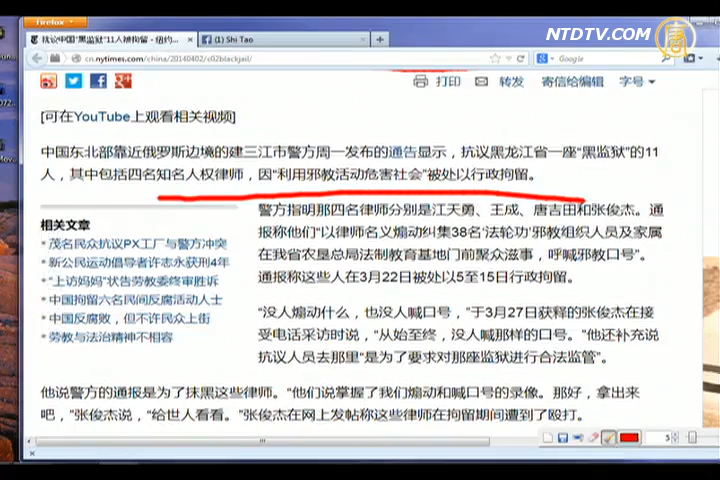 Firefox
NTDTV.COM
抗议中国"黑监狱"11人被拘留 - 纽约...
(1) Shi Tao
cn.nytimes.com/china/20140402/c02blackjail/
Google
打印 转发 寄信给编辑 字号
[可在YouTube上观看相关视频]
中国东北部靠近俄罗斯边境的建三江市警方周一发布的通告显示，抗议黑龙江省一座“黑监狱”的11
人，其中包括四名知名人权律师，因“利用邪教活动危害社会”被处以行政拘留。
相关文章
茂名民众抗议PX工厂与警方冲突
新公民运动倡导者许志永获刑4年
“上访妈妈”状告劳教委终审胜诉
中国拘留六名民间反腐活动人士
中国反腐败，但不许民众上街
劳教与法治精神不相容
警方指明那四名律师分别是江天勇、王成、唐吉田和张俊杰。通
报称他们“以律师名义煽动纠集38名‘法轮功’邪教组织人员及家属
在我省农垦总局法制教育基地门前聚众滋事，呼喊邪教口号”。
通报称这些人在3月22日被处以5至15日行政拘留。
“没人煽动什么，也没人喊口号，”于3月27日获释的张俊杰在接
受电话采访时说，“从始至终，没人喊那样的口号。”他还补充说
抗议人员去那里“是为了要求对那座监狱进行合法监管”。
他说警方的通报是为了抹黑这些律师。“他们说掌握了我们煽动和喊口号的录像。那好，拿出来
吧，”张俊杰说，“给世人看看。”张俊杰在网上发帖称这些律师在拘留期间遭到了殴打。
5